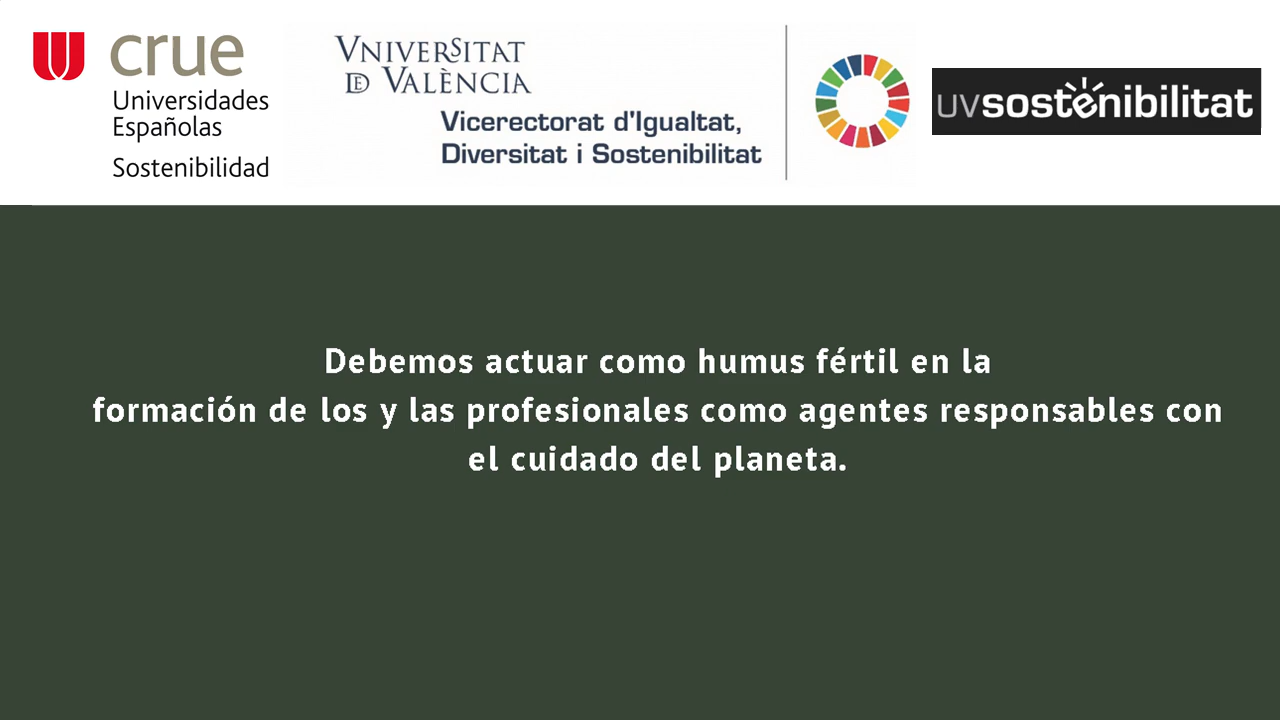 crue
Universidades
Españolas
Sostenibilidad
VNIVERSITAT
DE VALÈNCIA
Vicerectorat d'Igualtat,
Diversitat i Sostenibilitat
UVsostenibilitat
Debemos actuar como humus fértil en la
formación de los y las profesionales como agentes responsables con
el cuidado del planeta.